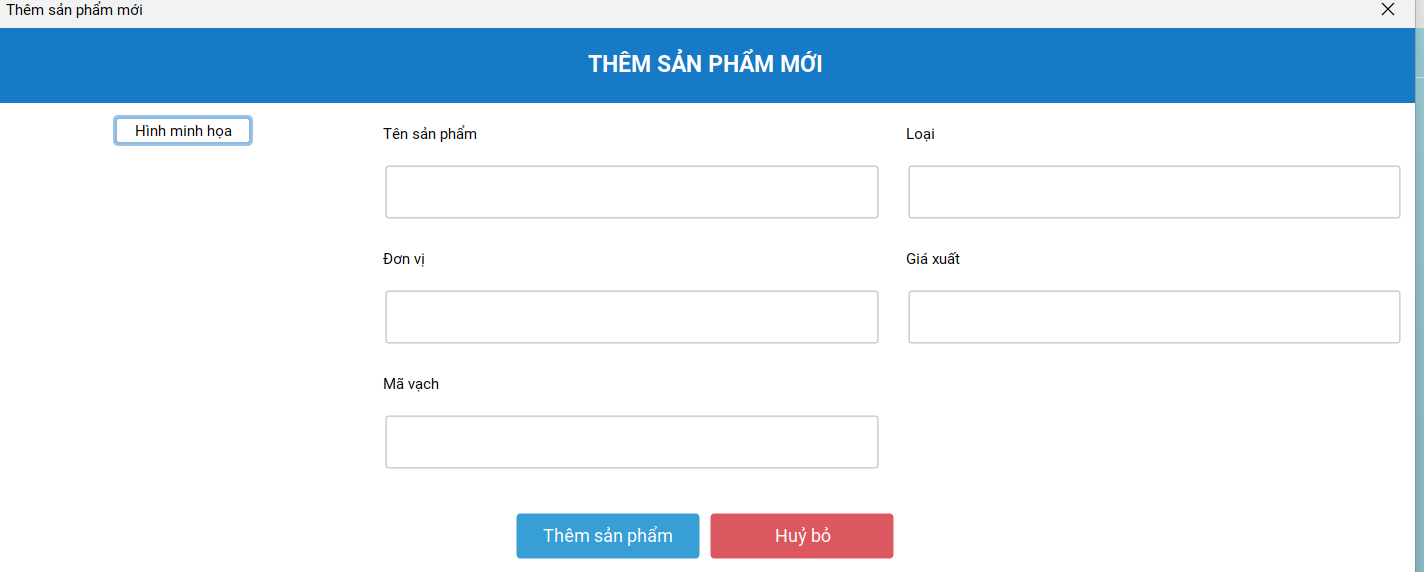 Thêm sản phẩm mới
THÊM SẢN PHẨM MỚI
Hình minh họa
Tên sản phẩm
Loại
Đơn vị
Giá xuất
Mã vạch
Thêm sản phẩm
Huỷ bỏ